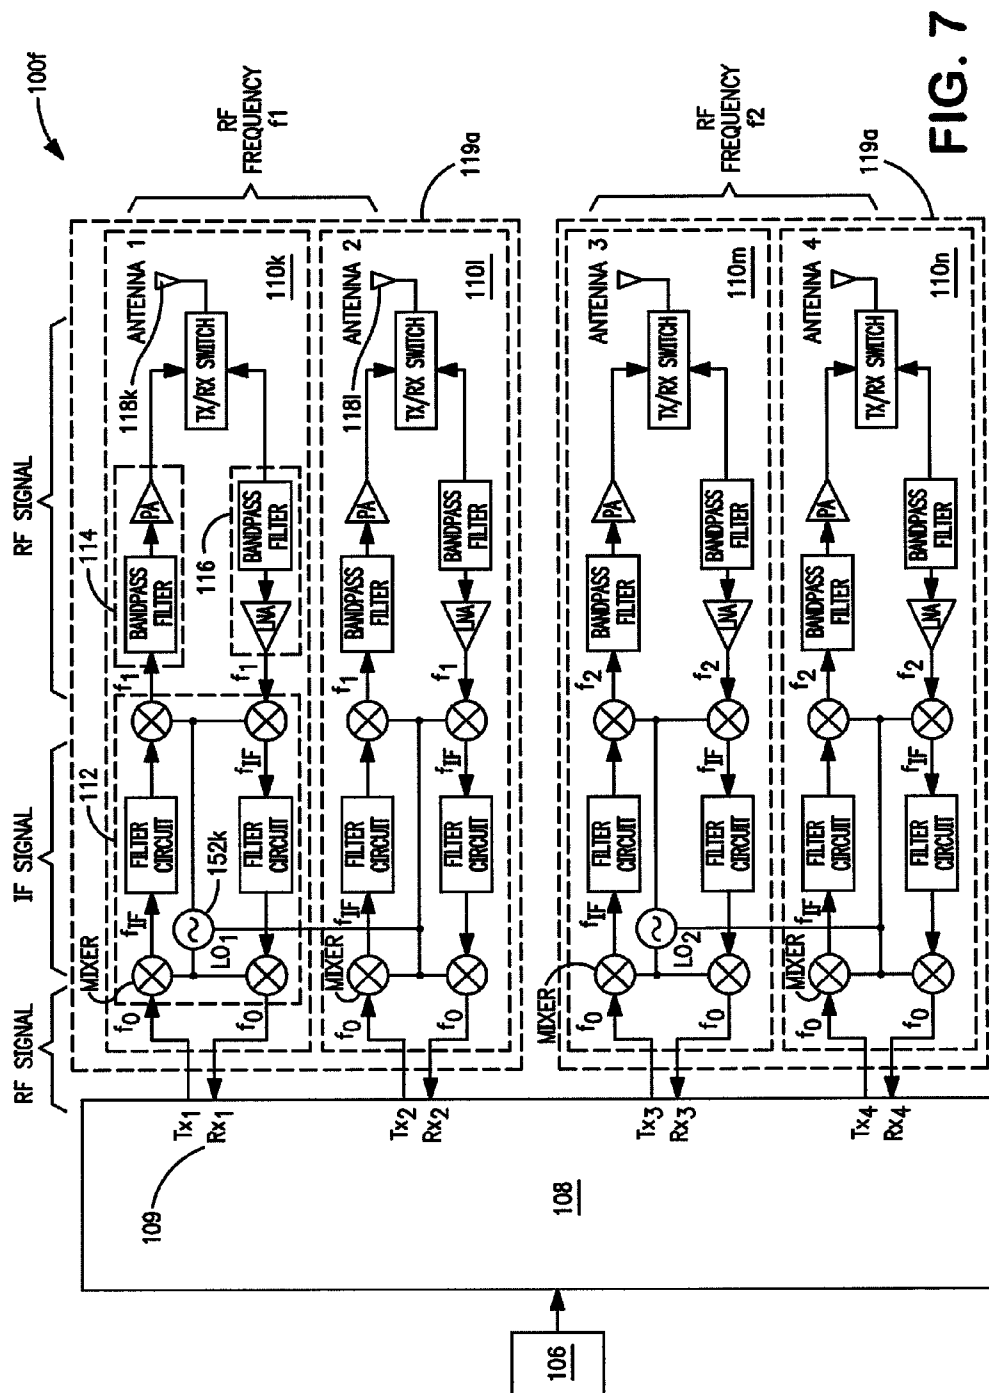 100f
RF SIGNAL
IF SIGNAL
RF SIGNAL
RF
FREQUENCY
f1
RF
FREQUENCY
f2
119a
119a
106
108
109
Tx1
Rx1
MIXER
f0
f0
fIF
LO1
152k
112
FILTER
CIRCUIT
FILTER
CIRCUIT
fIF
f1
f1
114
BANDPASS
FILTER
PA
116
LNA
BANDPASS
FILTER
TX/RX SWITCH
118k
ANTENNA 1
110k
Tx2
Rx2
MIXER
f0
f0
fIF
FILTER
CIRCUIT
FILTER
CIRCUIT
fIF
f1
f1
BANDPASS
FILTER
PA
LNA
BANDPASS
FILTER
TX/RX SWITCH
118l
ANTENNA 2
110l
Tx3
Rx3
MIXER
f0
f0
fIF
LO2
FILTER
CIRCUIT
FILTER
CIRCUIT
fIF
f2
f2
BANDPASS
FILTER
PA
LNA
BANDPASS
FILTER
TX/RX SWITCH
ANTENNA 3
110m
Tx4
Rx4
MIXER
f0
f0
fIF
FILTER
CIRCUIT
FILTER
CIRCUIT
fIF
f2
f2
BANDPASS
FILTER
PA
LNA
BANDPASS
FILTER
TX/RX SWITCH
ANTENNA 4
110n
FIG. 7